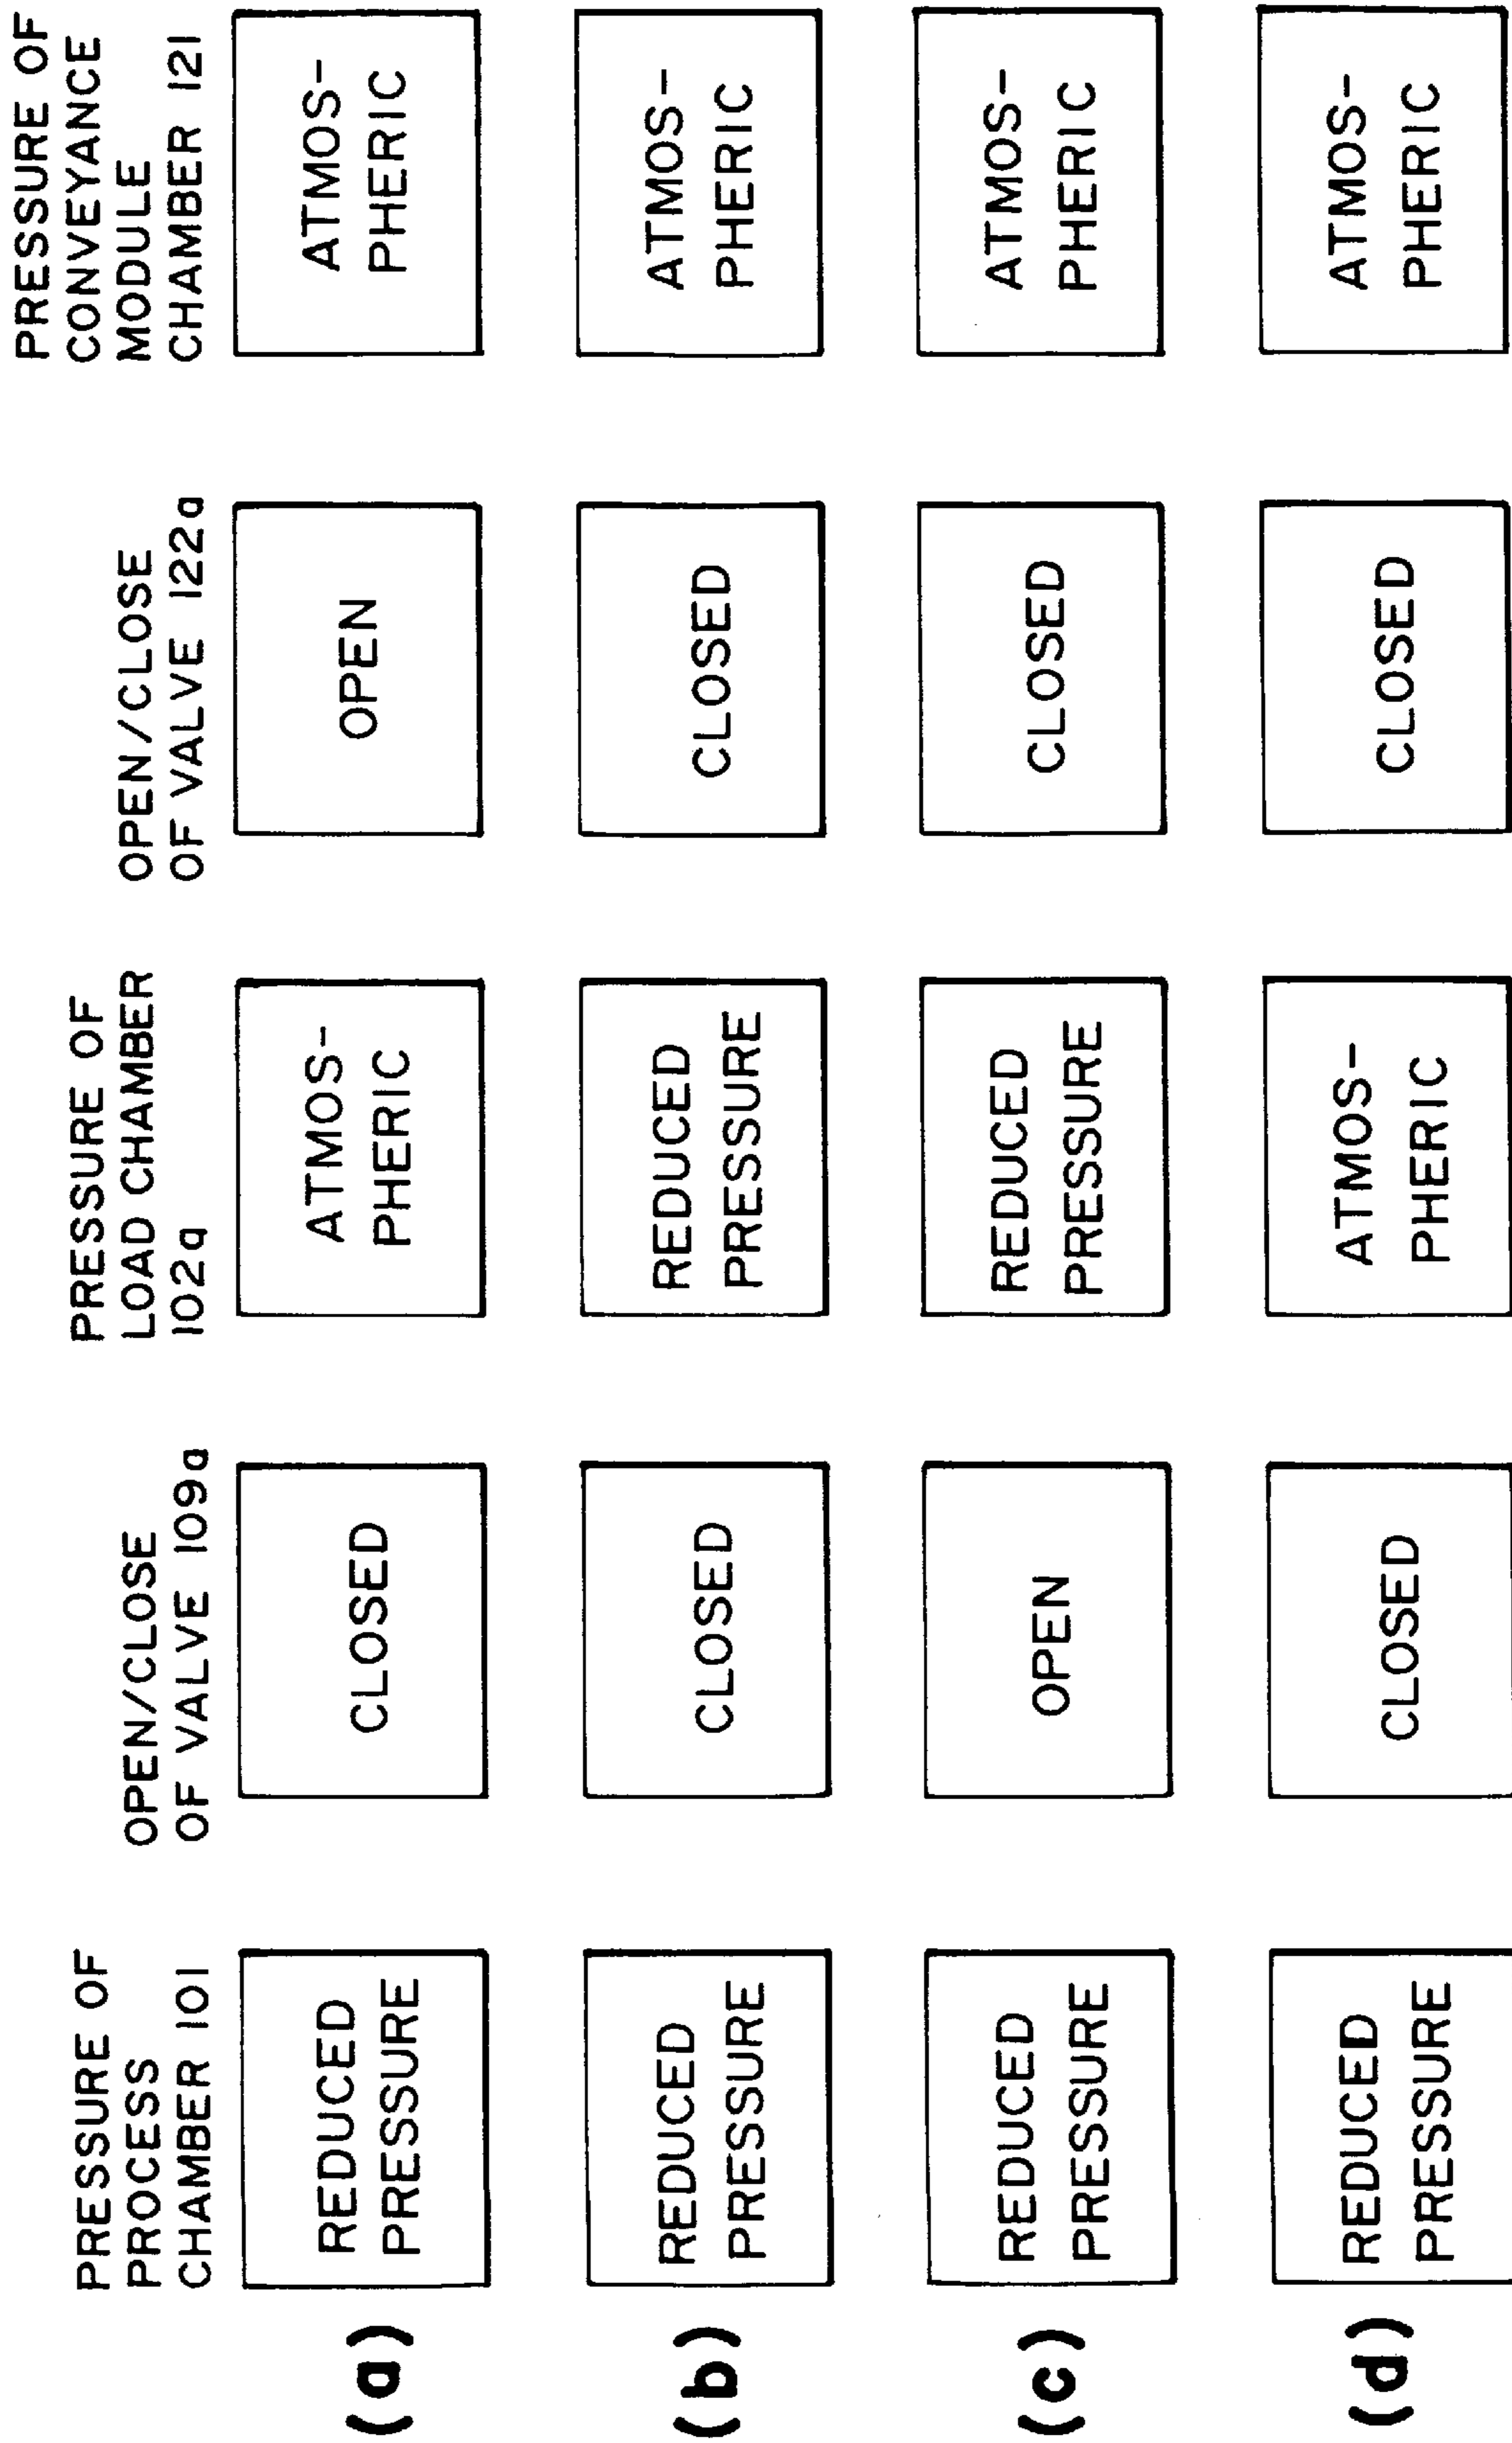 PRESSURE OF
PROCESS
CHAMBER 101
OPEN/CLOSE
OF VALVE 109a
PRESSURE OF
LOAD CHAMBER
102a
OPEN/CLOSE
OF VALVE 122a
PRESSURE OF
CONVEYANCE
MODULE
CHAMBER 121
(a)
REDUCED
PRESSURE
CLOSED
ATMOS-
PHERIC
OPEN
ATMOS-
PHERIC
(b)
REDUCED
PRESSURE
CLOSED
REDUCED
PRESSURE
CLOSED
ATMOS-
PHERIC
(c)
REDUCED
PRESSURE
OPEN
REDUCED
PRESSURE
CLOSED
ATMOS-
PHERIC
(d)
REDUCED
PRESSURE
CLOSED
ATMOS-
PHERIC
CLOSED
ATMOS-
PHERIC